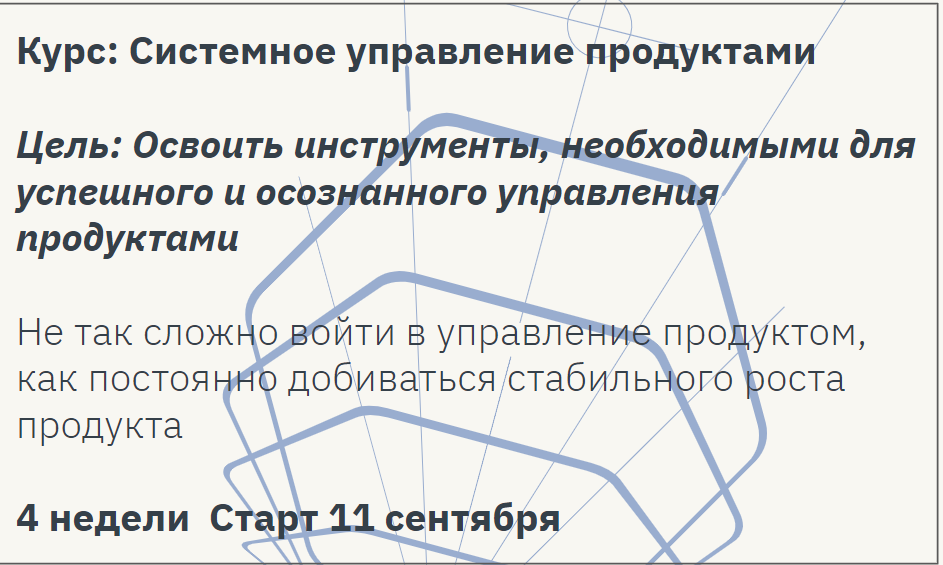 Курс: Системное управление продуктами
Цель: Освоить инструменты, необходимыми для
успешного и осознанного управления
продуктами
Не так сложно войти в управление продуктом,
как постоянно добиваться стабильного роста
продукта
4 недели Старт 11 сентября